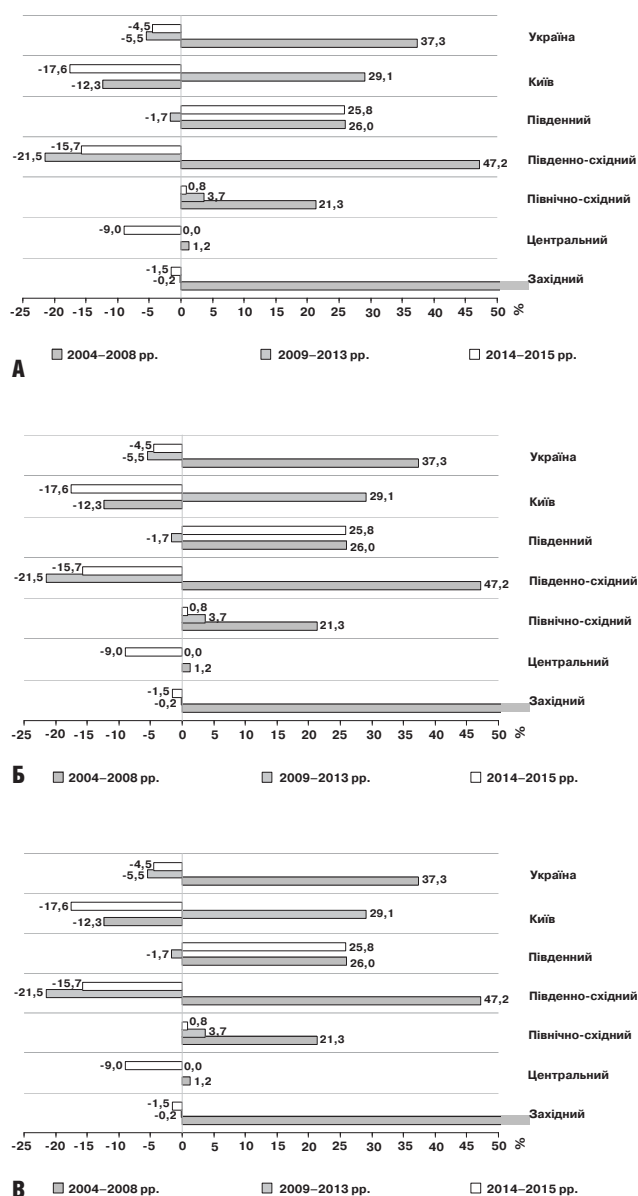 -4,5
-5,5 37,3 Україна
-17,6 29,1
-12,3 Київ
25,8
-1,7 26,0 Південний
-15,7
-21,5 47,2 Південно-східний
0,8
3,7
21,3 Північно-східний
-9,0 0,0
1,2 Центральний
-1,5
-0,2 Західний
-25 -20 -15 -10 -5 0 5 10 15 20 25 30 35 40 45 50 %
А 2004–2008 рр. 2009–2013 рр. 2014–2015 рр.
-4,5
-5,5 37,3 Україна
-17,6 29,1
-12,3 Київ
25,8
-1,7 26,0 Південний
-15,7
-21,5 47,2 Південно-східний
0,8
3,7
21,3 Північно-східний
-9,0 0,0
1,2 Центральний
-1,5
-0,2 Західний
-25 -20 -15 -10 -5 0 5 10 15 20 25 30 35 40 45 50 %
Б 2004–2008 рр. 2009–2013 рр. 2014–2015 рр.
-4,5
-5,5 37,3 Україна
-17,6 29,1
-12,3 Київ
25,8
-1,7 26,0 Південний
-15,7
-21,5 47,2 Південно-східний
0,8
3,7
21,3 Північно-східний
-9,0 0,0
1,2 Центральний
-1,5
-0,2 Західний
-25 -20 -15 -10 -5 0 5 10 15 20 25 30 35 40 45 50 %
В 2004–2008 рр. 2009–2013 рр. 2014–2015 рр.